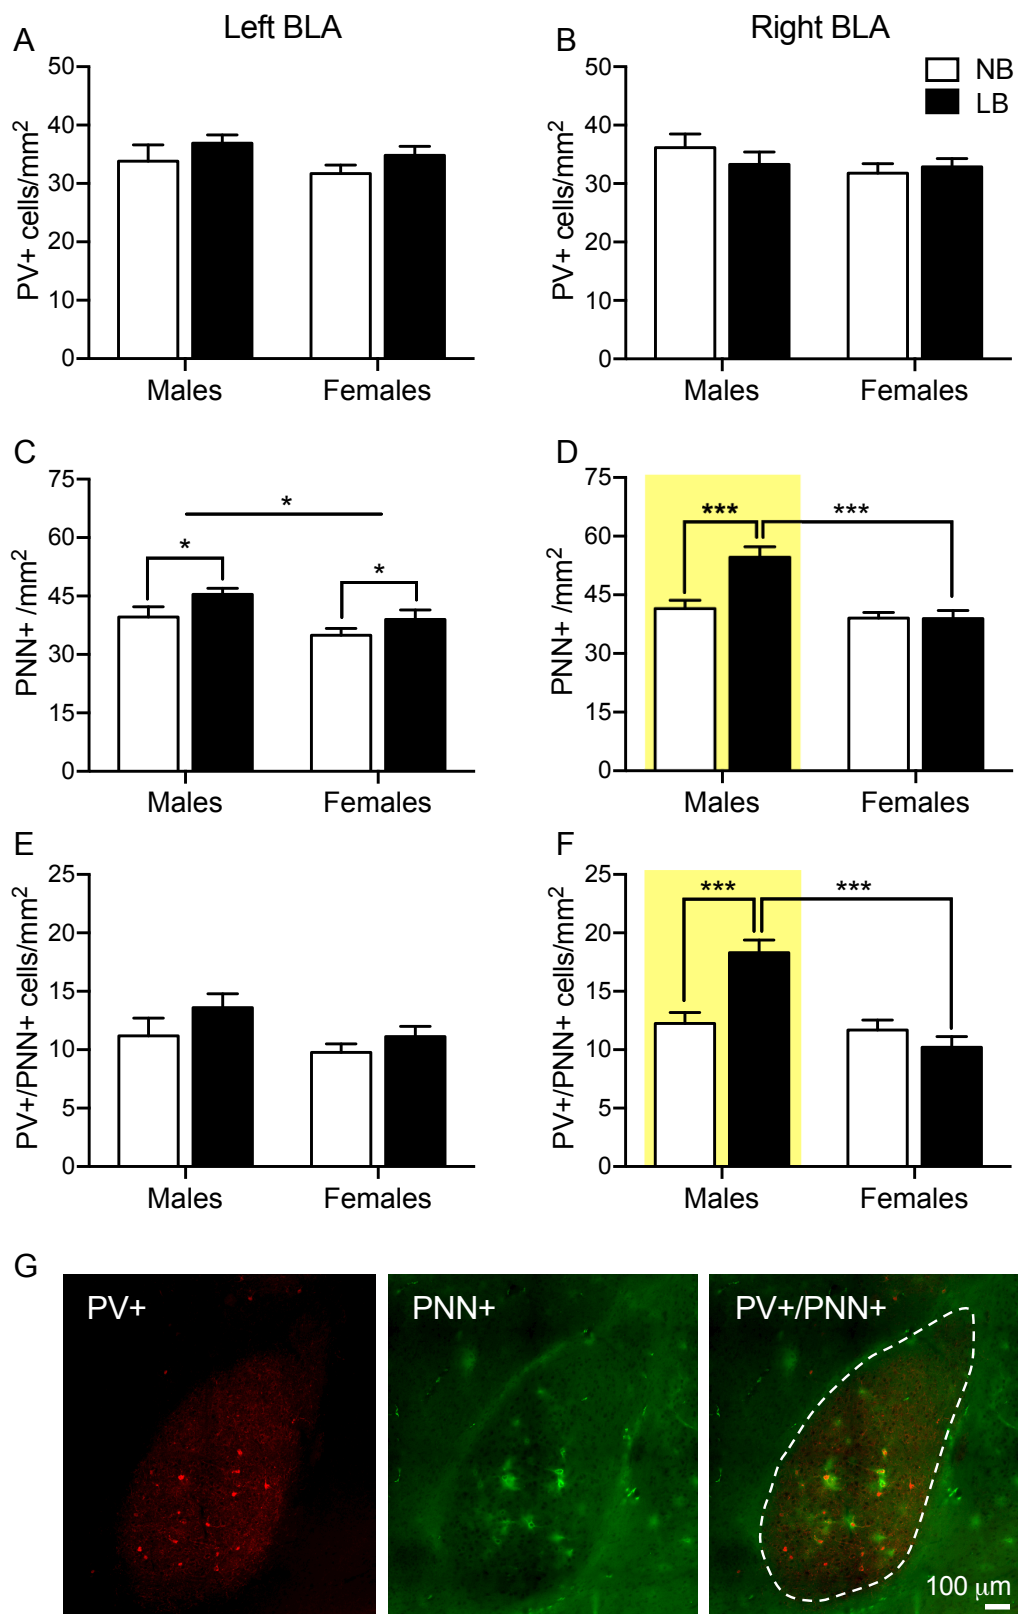 Left BLA
Right BLA
A
B
NB
LB
PV+ cells/mm²
50
40
30
20
10
0
Males
Females
PV+ cells/mm²
50
40
30
20
10
0
Males
Females
C
PNN+ /mm²
75
60
45
30
15
0
*
*
*
Males
Females
D
PNN+ /mm²
75
60
45
30
15
0
***
***
Males
Females
E
PV+/PNN+ cells/mm²
25
20
15
10
5
0
Males
Females
F
PV+/PNN+ cells/mm²
25
20
15
10
5
0
***
***
Males
Females
G
PV+
PNN+
PV+/PNN+
100 μm